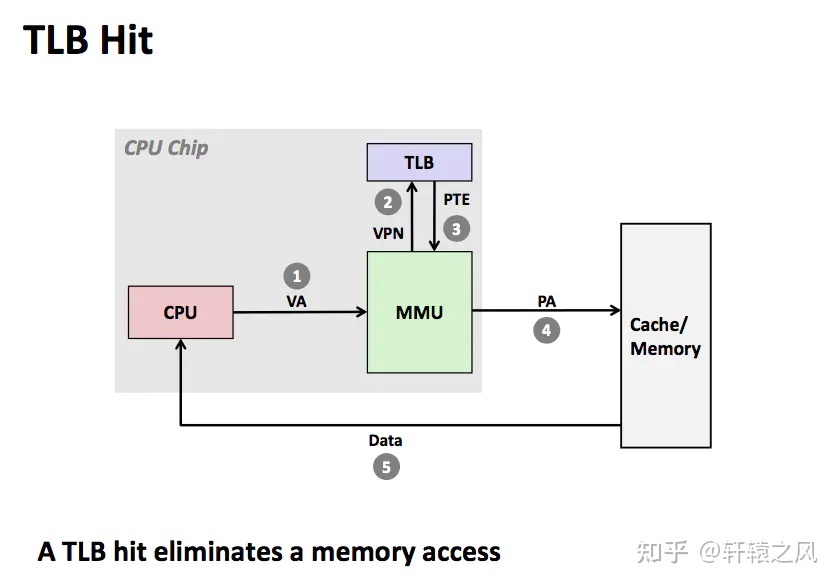 TLB Hit
CPU Chip
TLB
2
PTE
VPN
3
1
VA
CPU
MMU
PA
4
Cache/
Memory
Data
5
A TLB hit eliminates a memory access
知乎 @轩辕之风